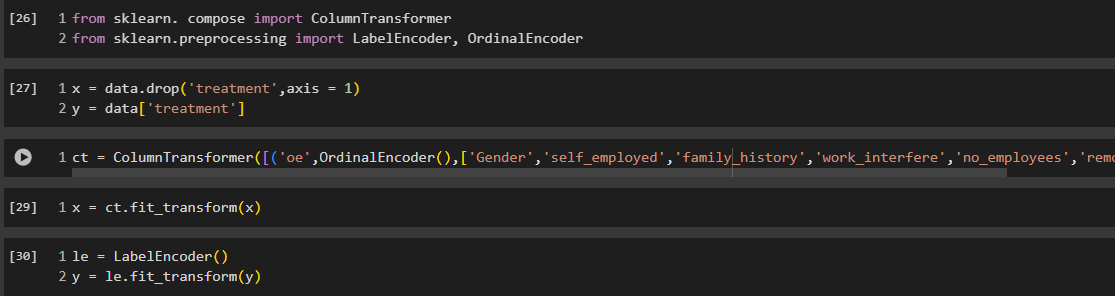 [26] 1 from sklearn. compose import ColumnTransformer
2 from sklearn.preprocessing import LabelEncoder, OrdinalEncoder
[27] 1 x = data.drop('treatment',axis = 1)
2 y = data['treatment']
1 ct = ColumnTransformer([('oe',OrdinalEncoder(),['Gender','self_employed','family_history','work_interfere','no_employees','remo
[29] 1 x = ct.fit_transform(x)
[30] 1 le = LabelEncoder()
2 y = le.fit_transform(y)